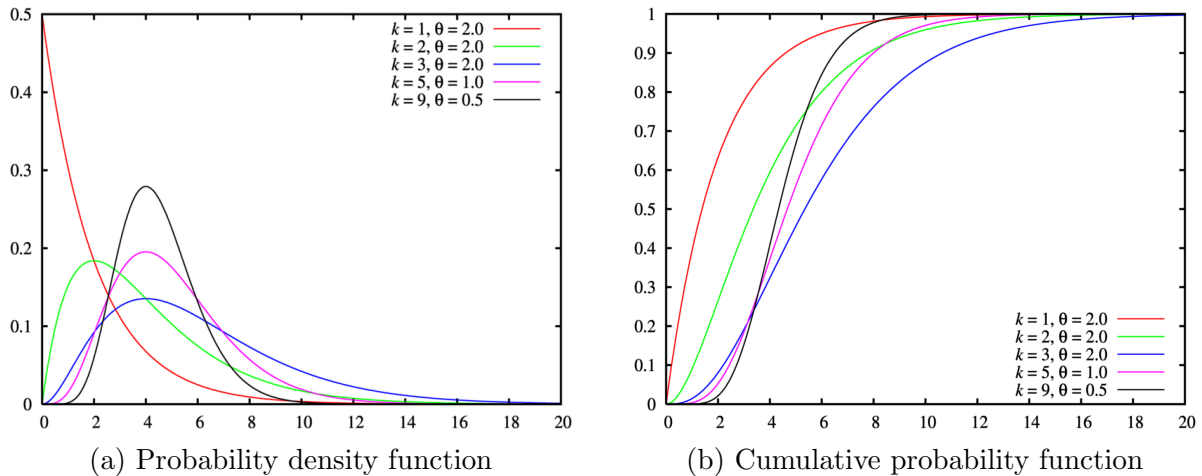 0.5
0.4
0.3
0.2
0.1
0
0 2 4 6 8 10 12 14 16 18 20
k = 1, θ = 2.0
k = 2, θ = 2.0
k = 3, θ = 2.0
k = 5, θ = 1.0
k = 9, θ = 0.5
(a) Probability density function
1
0.9
0.8
0.7
0.6
0.5
0.4
0.3
0.2
0.1
0
0 2 4 6 8 10 12 14 16 18 20
k = 1, θ = 2.0
k = 2, θ = 2.0
k = 3, θ = 2.0
k = 5, θ = 1.0
k = 9, θ = 0.5
(b) Cumulative probability function